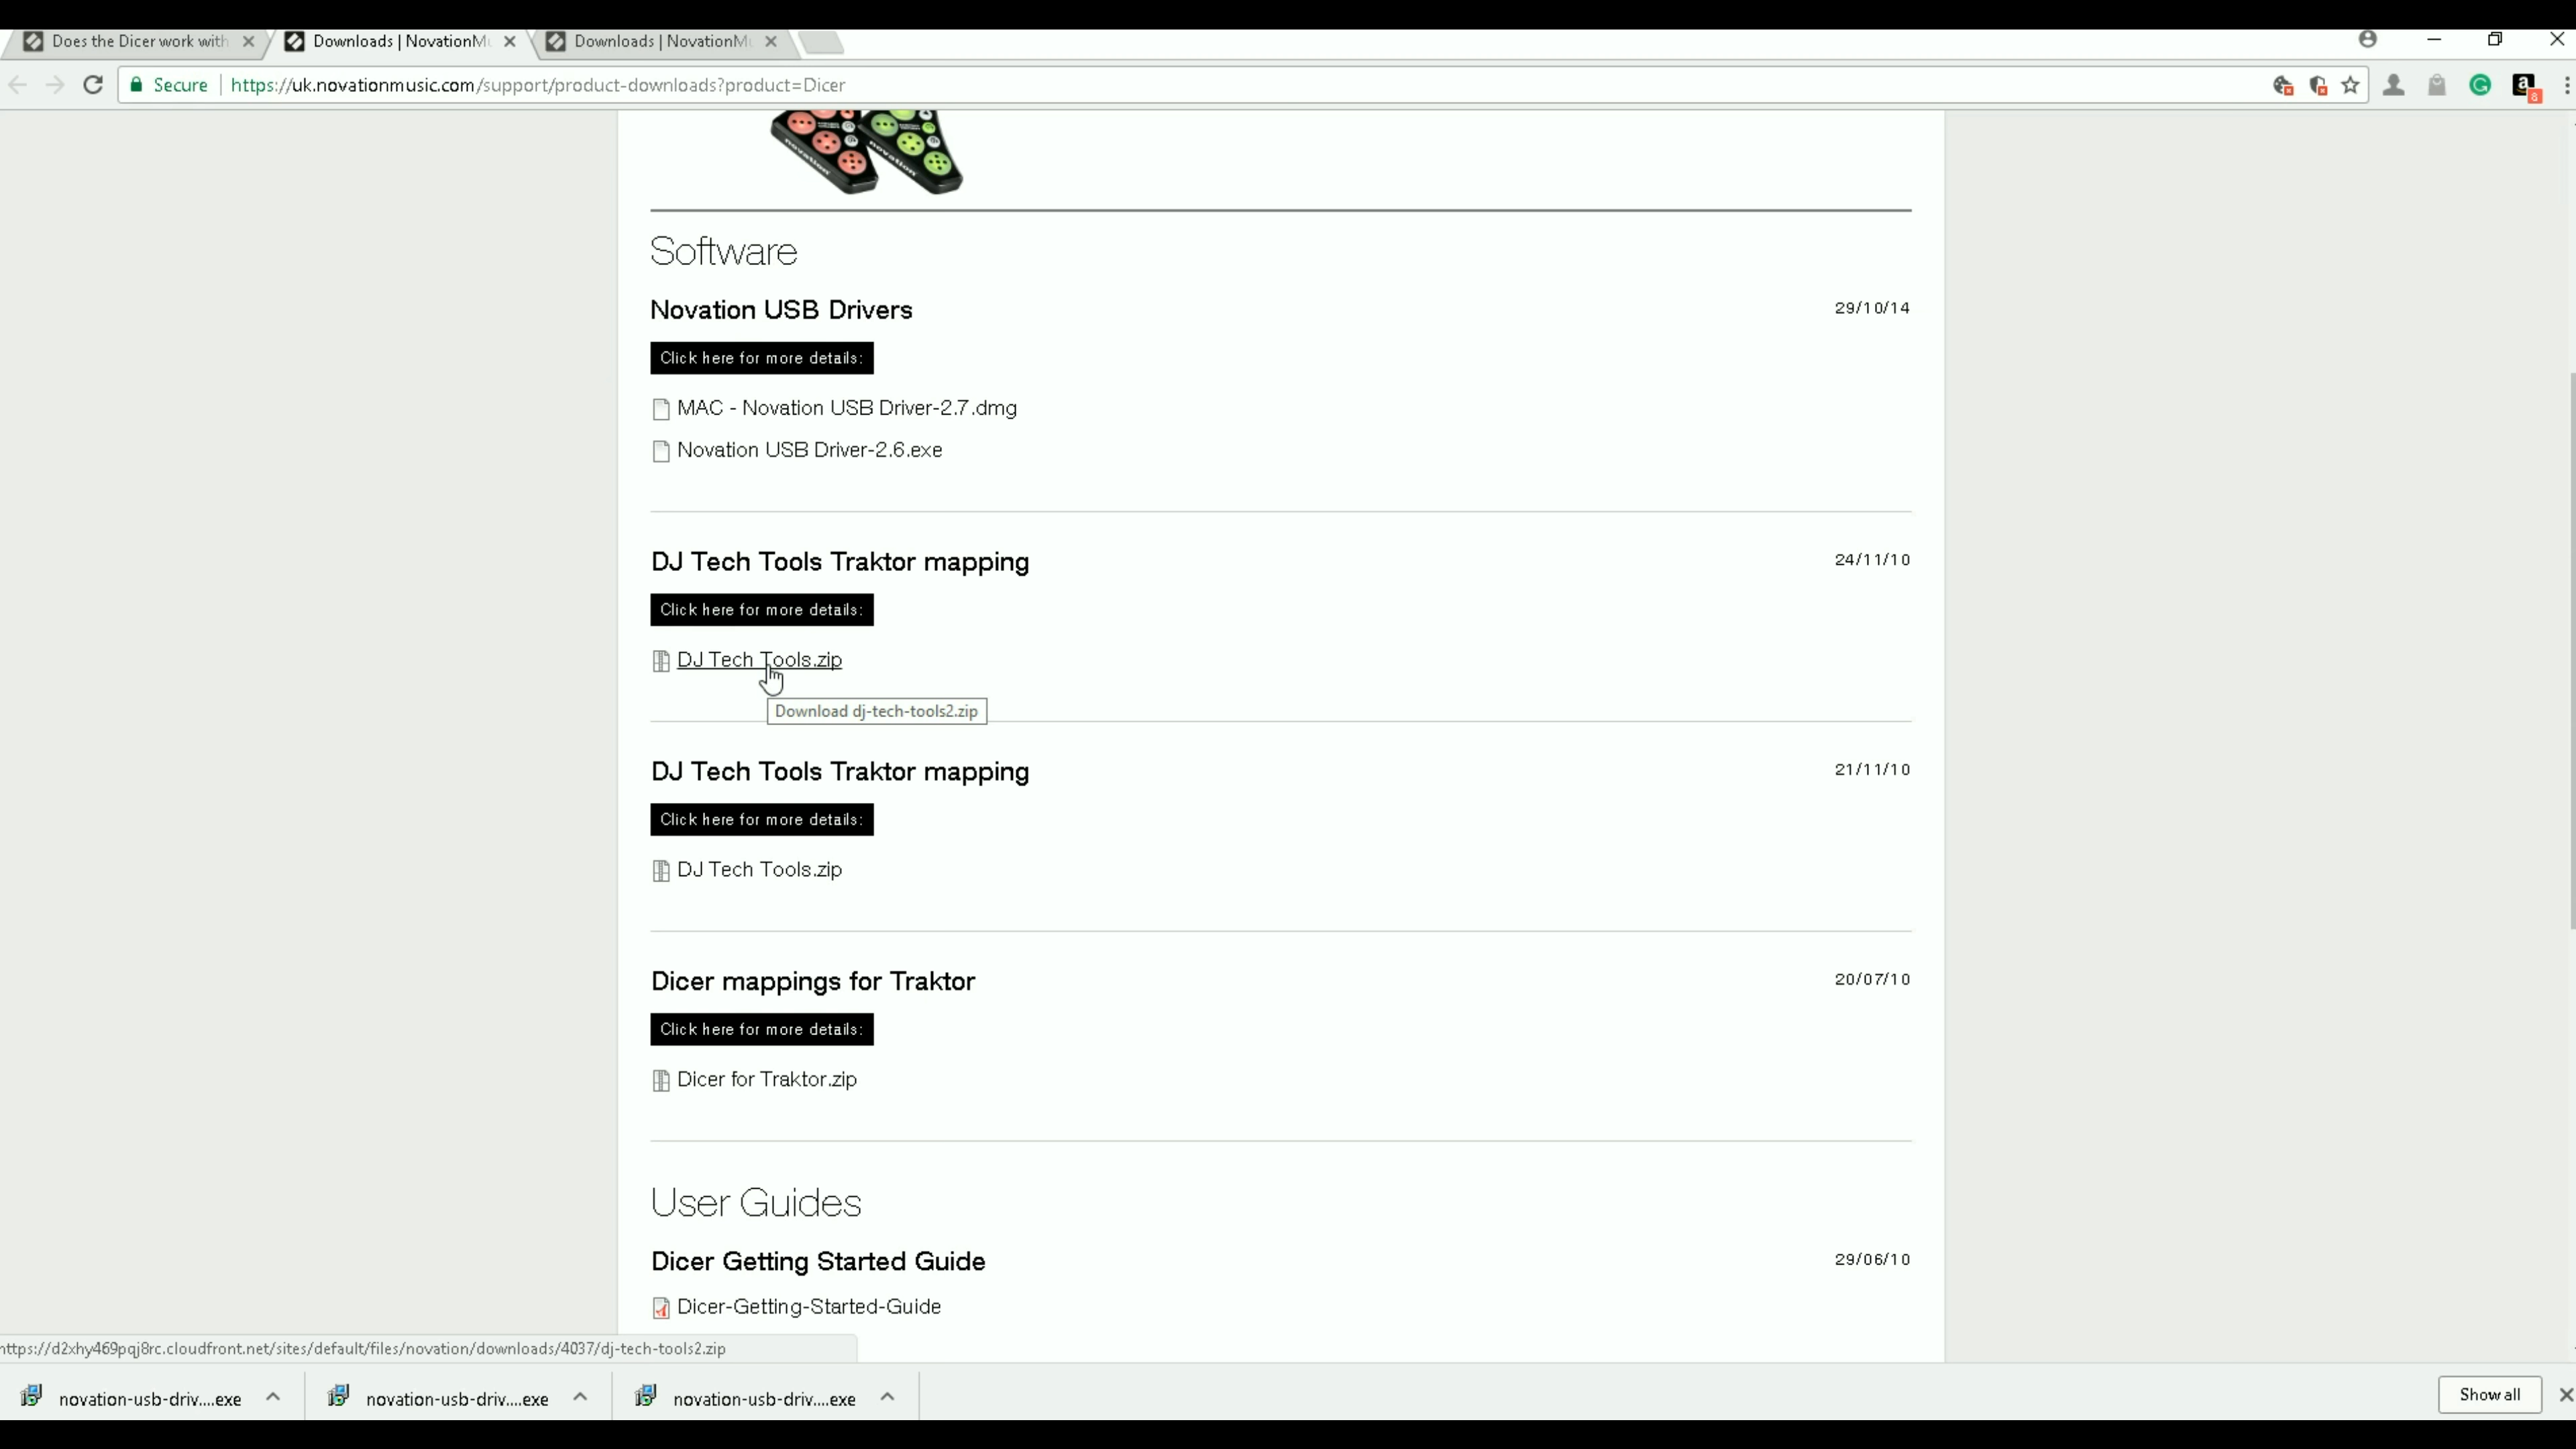 Does the Dicer work with
Downloads | NovationMu
Downloads | NovationMu
Secure
https://uk.novationmusic.com/support/product-downloads?product=Dicer
8
novation
novation
Software
Novation USB Drivers
29/10/14
Click here for more details:
MAC - Novation USB Driver-2.7.dmg
Novation USB Driver-2.6.exe
DJ Tech Tools Traktor mapping
24/11/10
Click here for more details:
DJ Tech Tools.zip
Download dj-tech-tools2.zip
DJ Tech Tools Traktor mapping
21/11/10
Click here for more details:
DJ Tech Tools.zip
Dicer mappings for Traktor
20/07/10
Click here for more details:
Dicer for Traktor.zip
User Guides
Dicer Getting Started Guide
29/06/10
Dicer-Getting-Started-Guide
https://d2xhy469pqj8rc.cloudfront.net/sites/default/files/novation/downloads/4037/dj-tech-tools2.zip
novation-usb-driv....exe
novation-usb-driv....exe
novation-usb-driv....exe
Show all